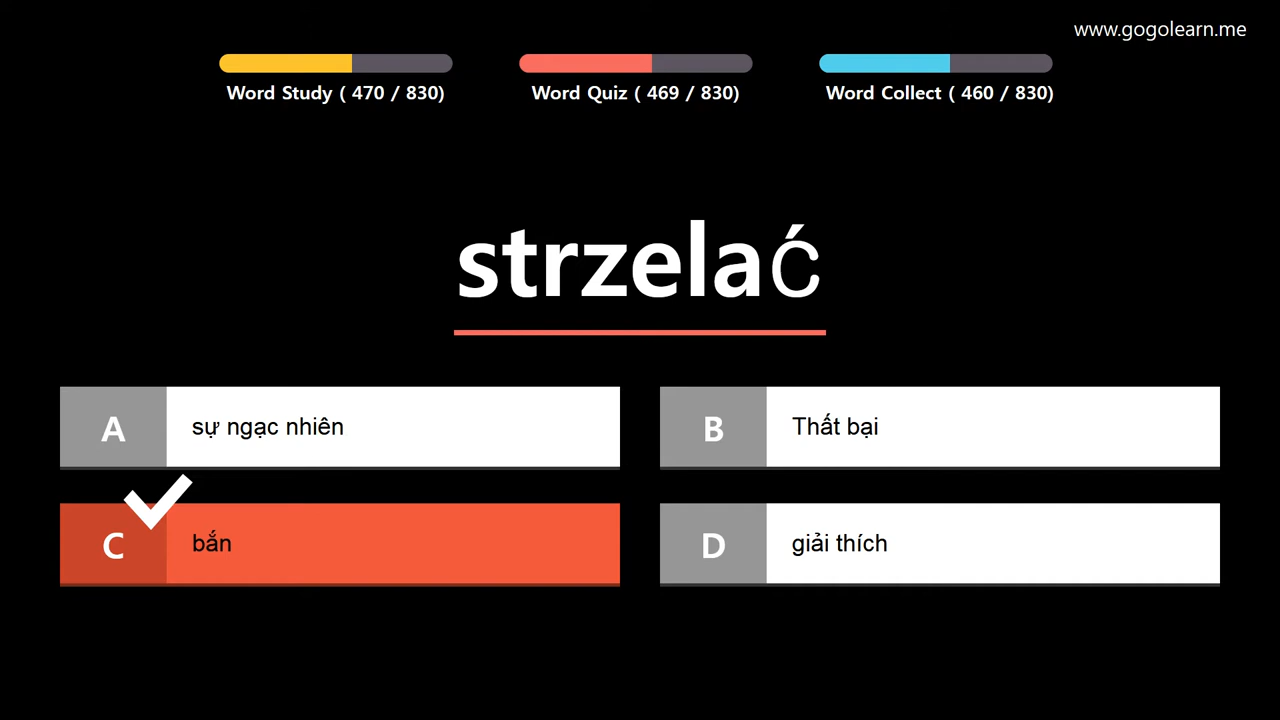 www.gogolearn.me
Word Study ( 470 / 830)
Word Quiz ( 469 / 830)
Word Collect ( 460 / 830)
strzelać
A sự ngạc nhiên
B Thất bại
C bắn
D giải thích